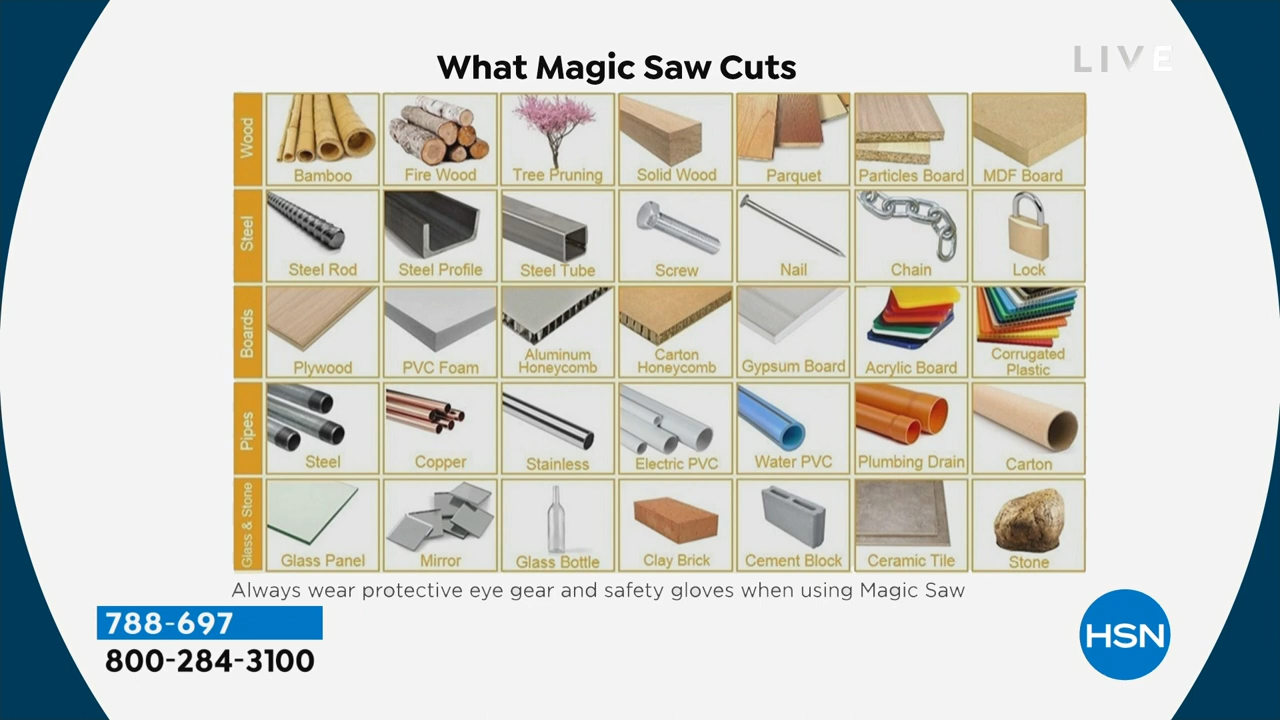 What Magic Saw Cuts
LIVE
Wood
Bamboo
Fire Wood
Tree Pruning
Solid Wood
Parquet
Particles Board
MDF Board
Steel
Steel Rod
Steel Profile
Steel Tube
Screw
Nail
Chain
Lock
Boards
Plywood
PVC Foam
Aluminum
Honeycomb
Carton
Honeycomb
Gypsum Board
Acrylic Board
Corrugated
Plastic
Pipes
Steel
Copper
Stainless
Electric PVC
Water PVC
Plumbing Drain
Carton
Glass & Stone
Glass Panel
Mirror
Glass Bottle
Clay Brick
Cement Block
Ceramic Tile
Stone
Always wear protective eye gear and safety gloves when using Magic Saw
788-697
800-284-3100
HSN